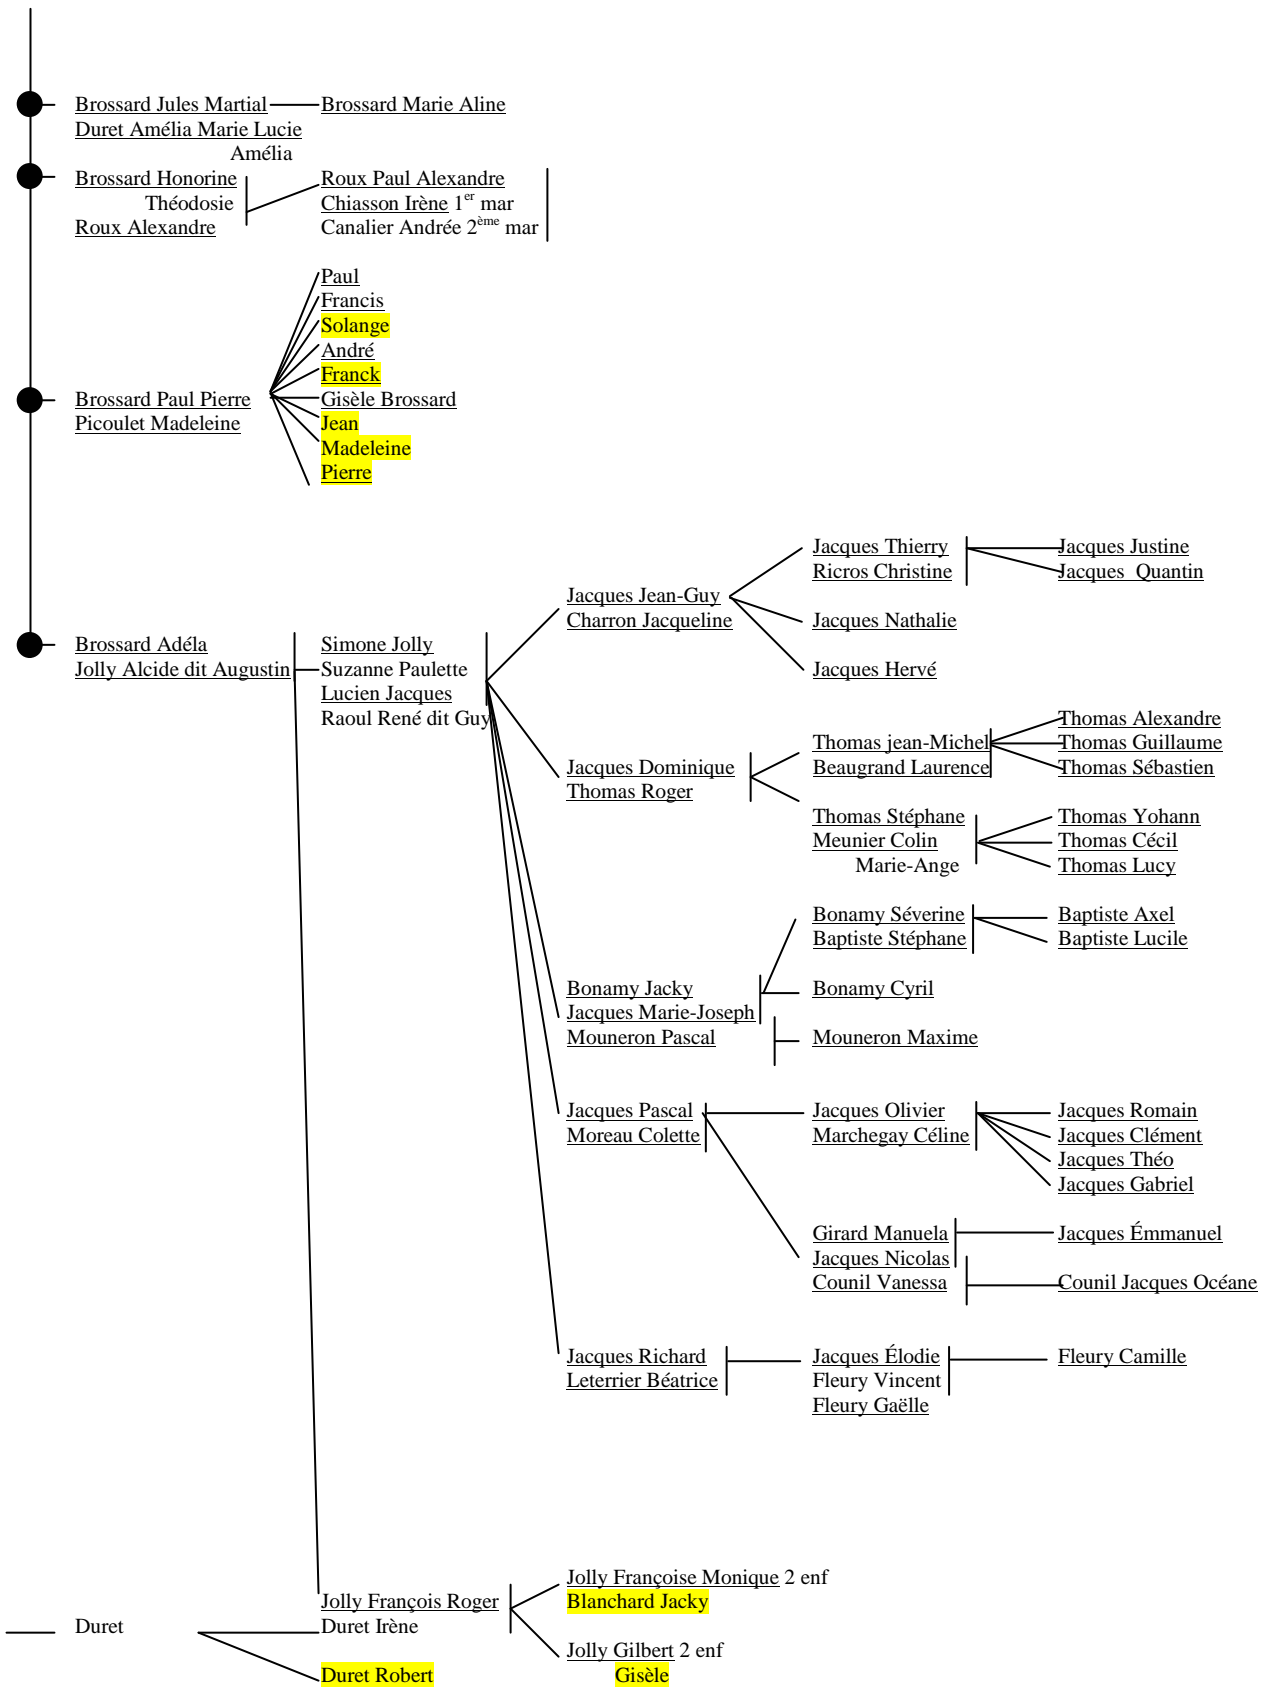 Brossard Jules Martial
Brossard Marie Aline
Duret Amélia Marie Lucie
Amélia
Brossard Honorine
Théodosie
Roux Alexandre
Roux Paul Alexandre
Chiasson Irène 1er mar
Canalier Andrée 2ème mar
Paul
Francis
Solange
André
Franck
Gisèle Brossard
Jean
Madeleine
Pierre
Brossard Paul Pierre
Picoulet Madeleine
Brossard Adéla
Jolly Alcide dit Augustin
Simone Jolly
Suzanne Paulette
Lucien Jacques
Raoul René dit Guy
Jacques Jean-Guy
Charron Jacqueline
Jacques Thierry
Ricros Christine
Jacques Justine
Jacques Quantin
Jacques Nathalie
Jacques Hervé
Jacques Dominique
Thomas Roger
Thomas jean-Michel
Beaugrand Laurence
Thomas Alexandre
Thomas Guillaume
Thomas Sébastien
Thomas Stéphane
Meunier Colin
Marie-Ange
Thomas Yohann
Thomas Cécil
Thomas Lucy
Bonamy Jacky
Jacques Marie-Joseph
Mouneron Pascal
Bonamy Séverine
Baptiste Stéphane
Baptiste Axel
Baptiste Lucile
Bonamy Cyril
Mouneron Maxime
Jacques Pascal
Moreau Colette
Jacques Olivier
Marchegay Céline
Jacques Romain
Jacques Clément
Jacques Théo
Jacques Gabriel
Girard Manuela
Jacques Nicolas
Counil Vanessa
Jacques Émmanuel
Counil Jacques Océane
Jacques Richard
Leterrier Béatrice
Jacques Élodie
Fleury Vincent
Fleury Gaëlle
Fleury Camille
Duret
Jolly François Roger
Duret Irène
Duret Robert
Jolly Françoise Monique 2 enf
Blanchard Jacky
Jolly Gilbert 2 enf
Gisèle